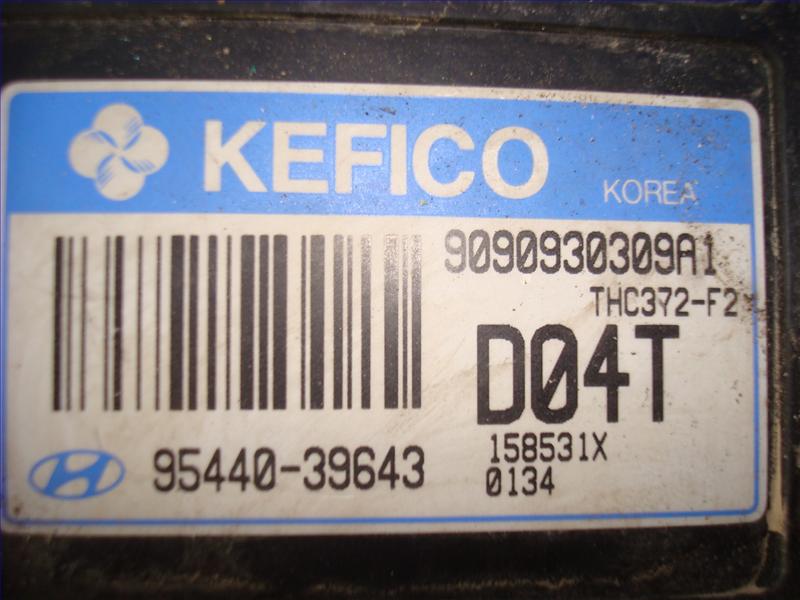 KEFICO
KOREA
9090930309A1
THC372-F2
D04T
158531X
0134
95440-39643